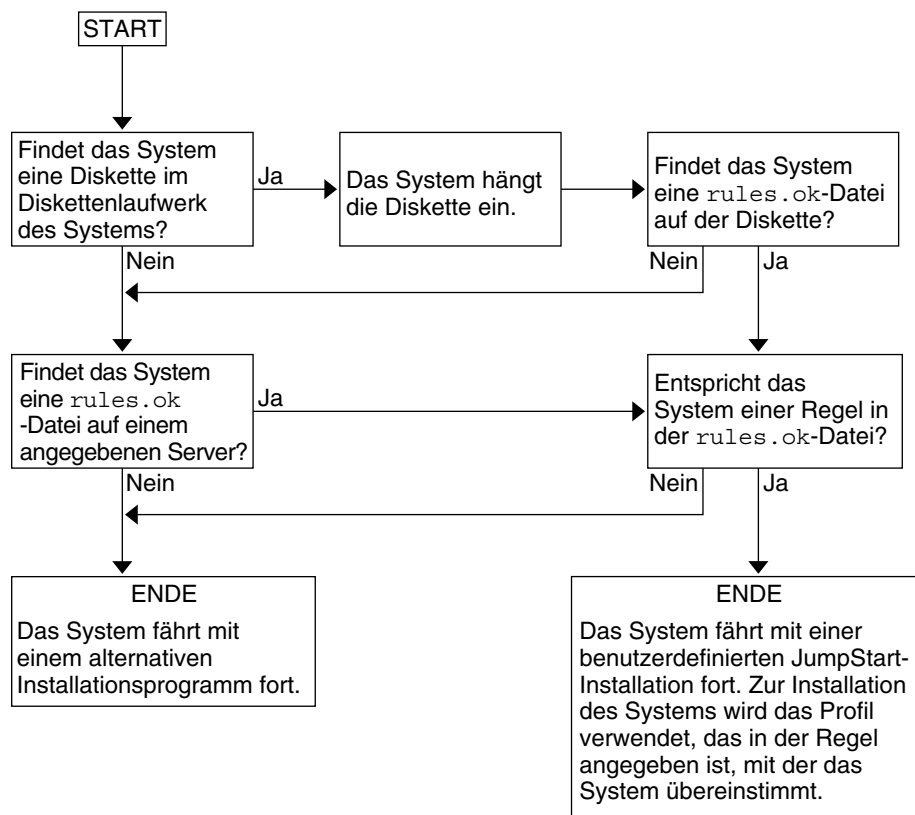 START
Findet das System
eine Diskette im
Diskettenlaufwerk
des Systems?
Ja
Das System hängt
die Diskette ein.
Findet das System
eine rules.ok-Datei
auf der Diskette?
Nein
Nein
Ja
Findet das System
eine rules.ok
-Datei auf einem
angegebenen Server?
Ja
Entspricht das
System einer Regel in
der rules.ok-Datei?
Nein
Nein
Ja
ENDE
Das System fährt mit
einem alternativen
Installationsprogramm fort.
ENDE
Das System fährt mit einer
benutzerdefinierten JumpStart-
Installation fort. Zur Installation
des Systems wird das Profil
verwendet, das in der Regel
angegeben ist, mit der das
System übereinstimmt.